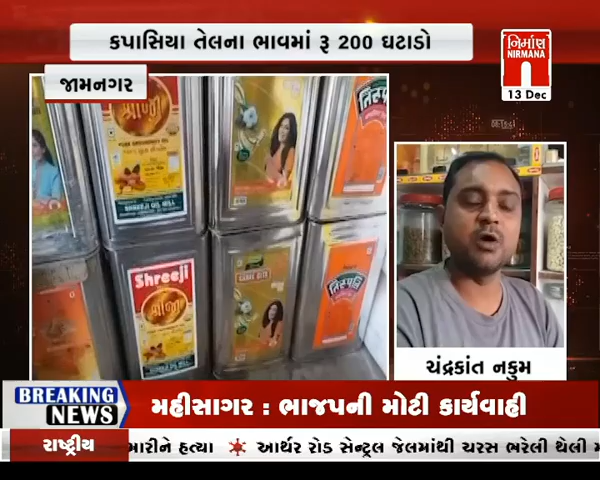 કપાસિયા તેલના ભાવમાં રૂ 200 ઘટાડો
નિર્માણ
NIRMANA
13 Dec
જામનગર
શ્રીજી
તિરુપતિ
Shreeji
શ્રીજી
તિરુપતિ
ચંદ્રકાંત નકુમ
BREAKING
NEWS
મહીસાગર : ભાજપની મોટી કાર્યવાહી
રાષ્ટ્રીય
મારીને હત્યા
આર્થર રોડ સેન્ટ્રલ જેલમાંથી ચરસ ભરેલી થેલી મ